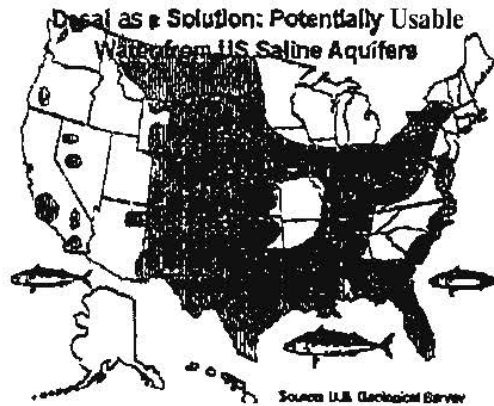 Desal as a Solution: Potentially Usable
Water from US Saline Aquifers
Source: U.S. Geological Survey